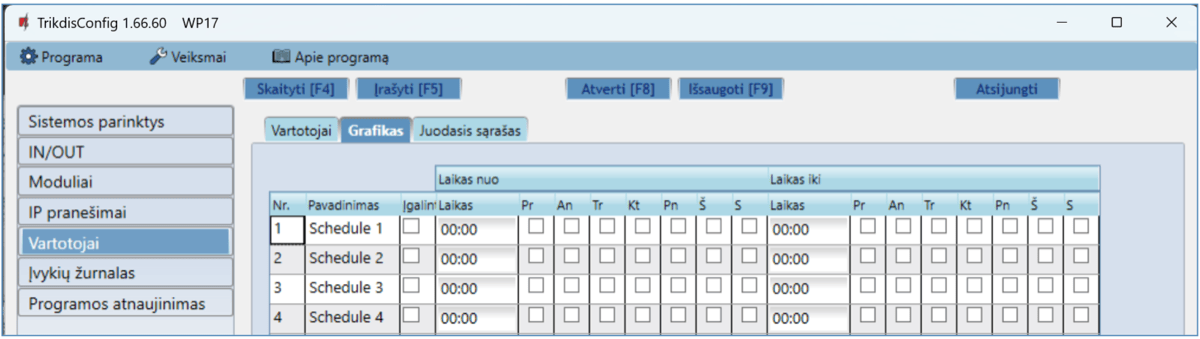 TrikdisConfig 1.66.60 WP17
Programa Veiksmai Apie programą
Skaityti [F4] Įrašyti [F5] Atverti [F8] Išsaugoti [F9] Atsijungti
Sistemos parinktys
IN/OUT
Moduliai
IP pranešimai
Vartotojai
Įvykių žurnalas
Programos atnaujinimas
Vartotojai Grafikas Juodasis sąrašas
Laikas nuo Laikas iki
Nr. Pavadinimas Įgalin Laikas Pr An Tr Kt Pn Š S Laikas Pr An Tr Kt Pn Š S
1 Schedule 1 00:00 00:00
2 Schedule 2 00:00 00:00
3 Schedule 3 00:00 00:00
4 Schedule 4 00:00 00:00